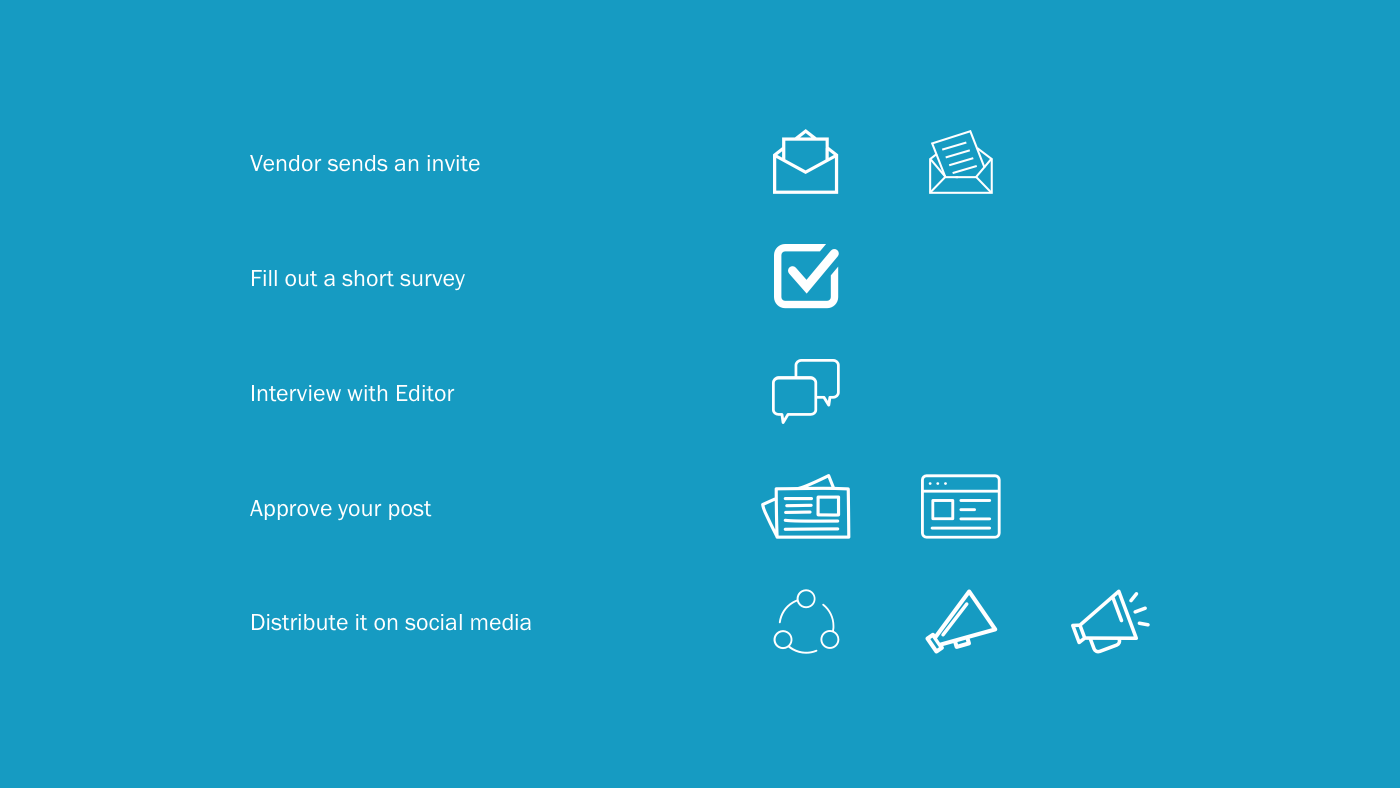 Vendor sends an invite
Fill out a short survey
Interview with Editor
Approve your post
Distribute it on social media